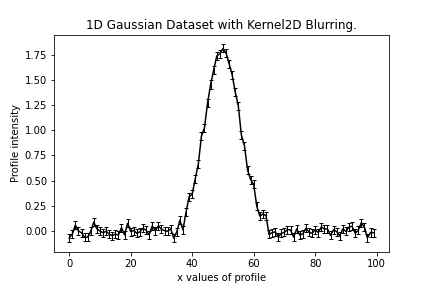 1D Gaussian Dataset with Kernel2D Blurring.
1.75
1.50
1.25
1.00
0.75
0.50
0.25
0.00
Profile intensity
0 20 40 60 80 100
x values of profile